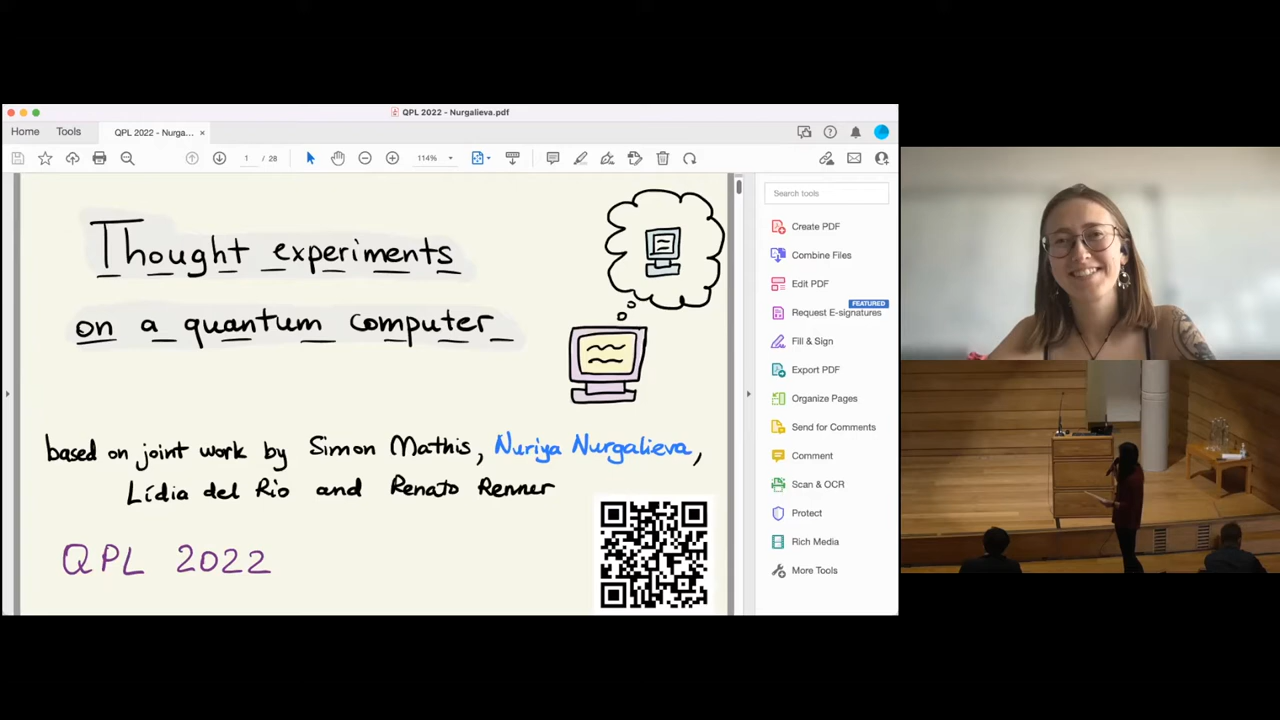 QPL 2022 - Nurgalieva.pdf
Home
Tools
QPL 2022 - Nurga... ×
1 / 28
114%
Thought experiments
on a quantum computer
based on joint work by Simon Mathis, Nuriya Nurgalieva,
Lídia del Rio and Renato Renner
QPL 2022
Search tools
Create PDF
Combine Files
Edit PDF
FEATURED
Request E-signatures
Fill & Sign
Export PDF
Organize Pages
Send for Comments
Comment
Scan & OCR
Protect
Rich Media
More Tools